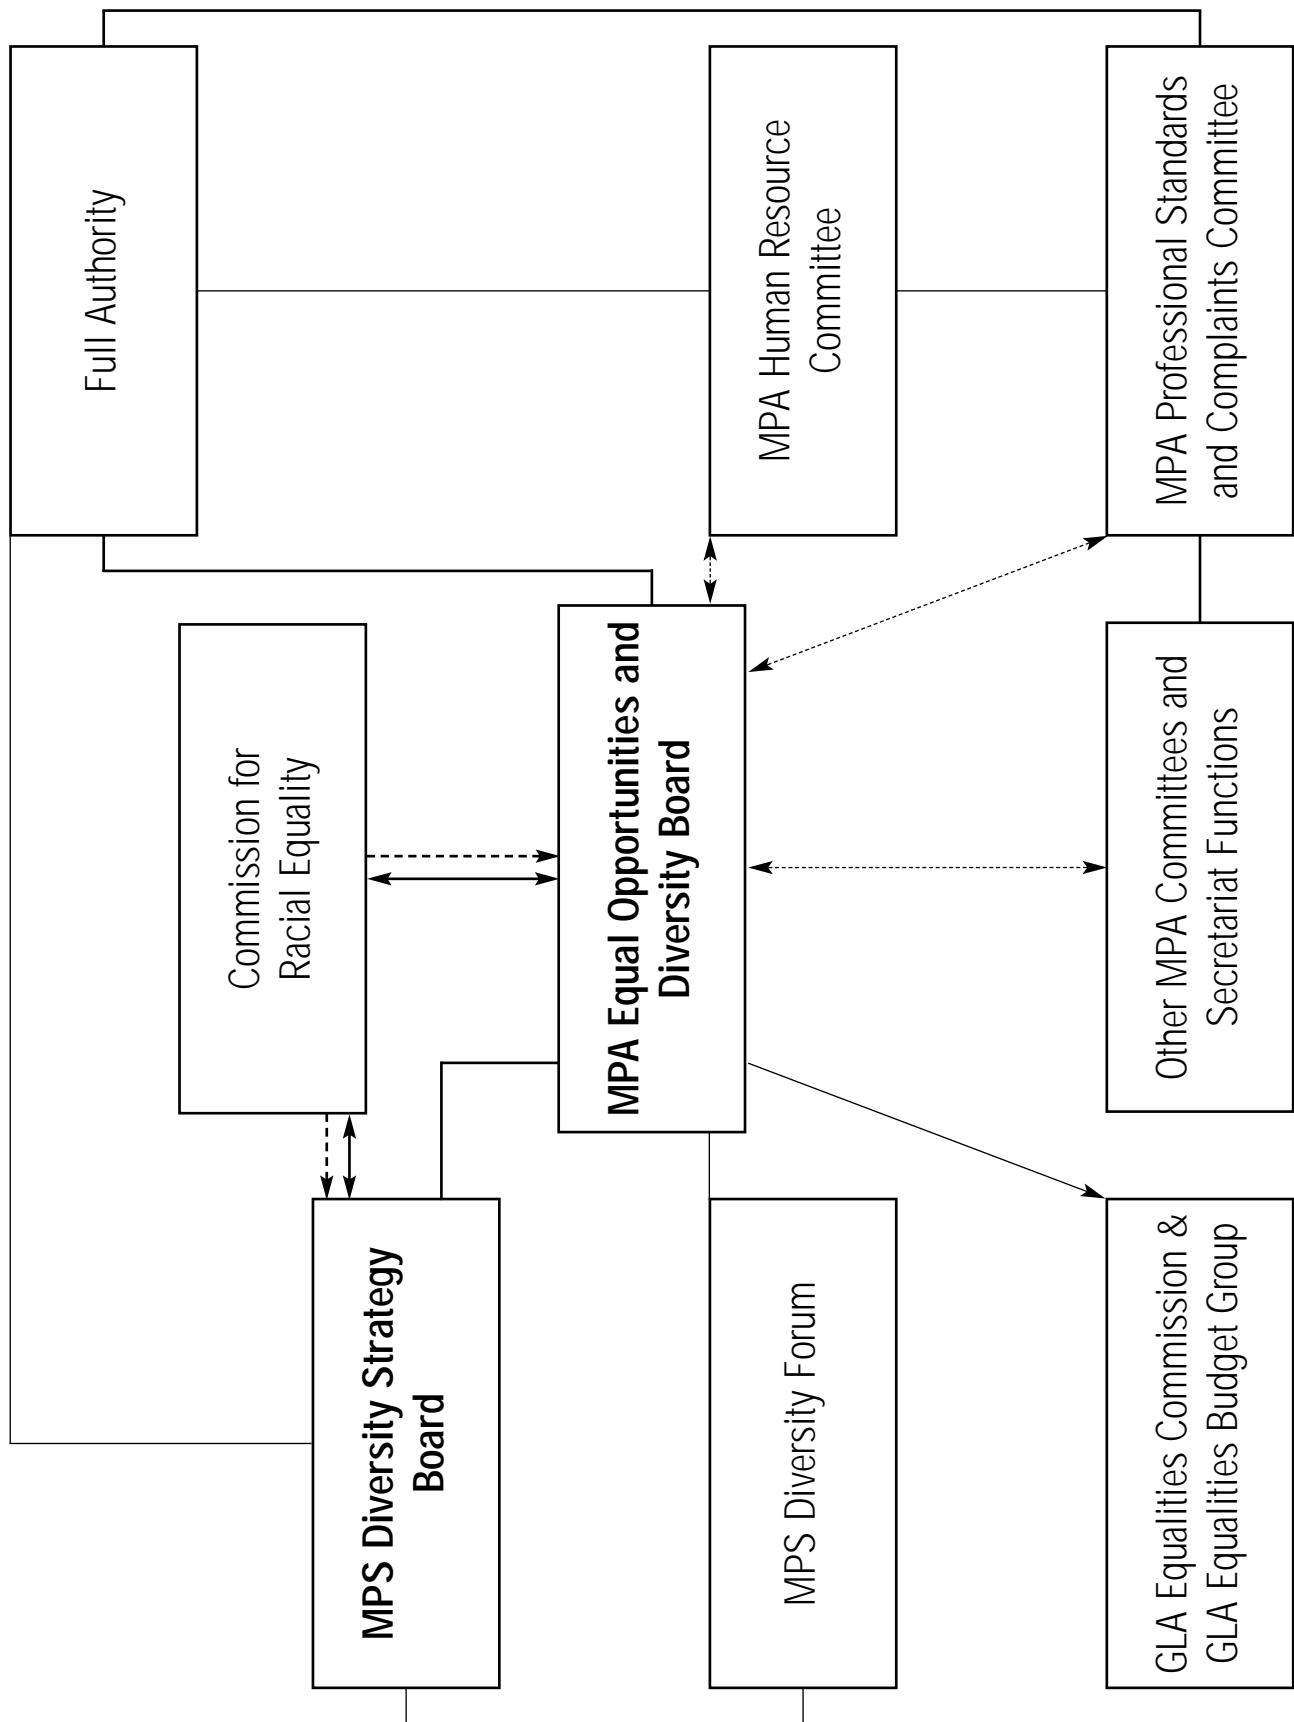 Full Authority
Commission for
Racial Equality
MPS Diversity Strategy
Board
MPA Equal Opportunities and
Diversity Board
MPS Diversity Forum
MPA Human Resource
Committee
GLA Equalities Commission &
GLA Equalities Budget Group
Other MPA Committees and
Secretariat Functions
MPA Professional Standards
and Complaints Committee